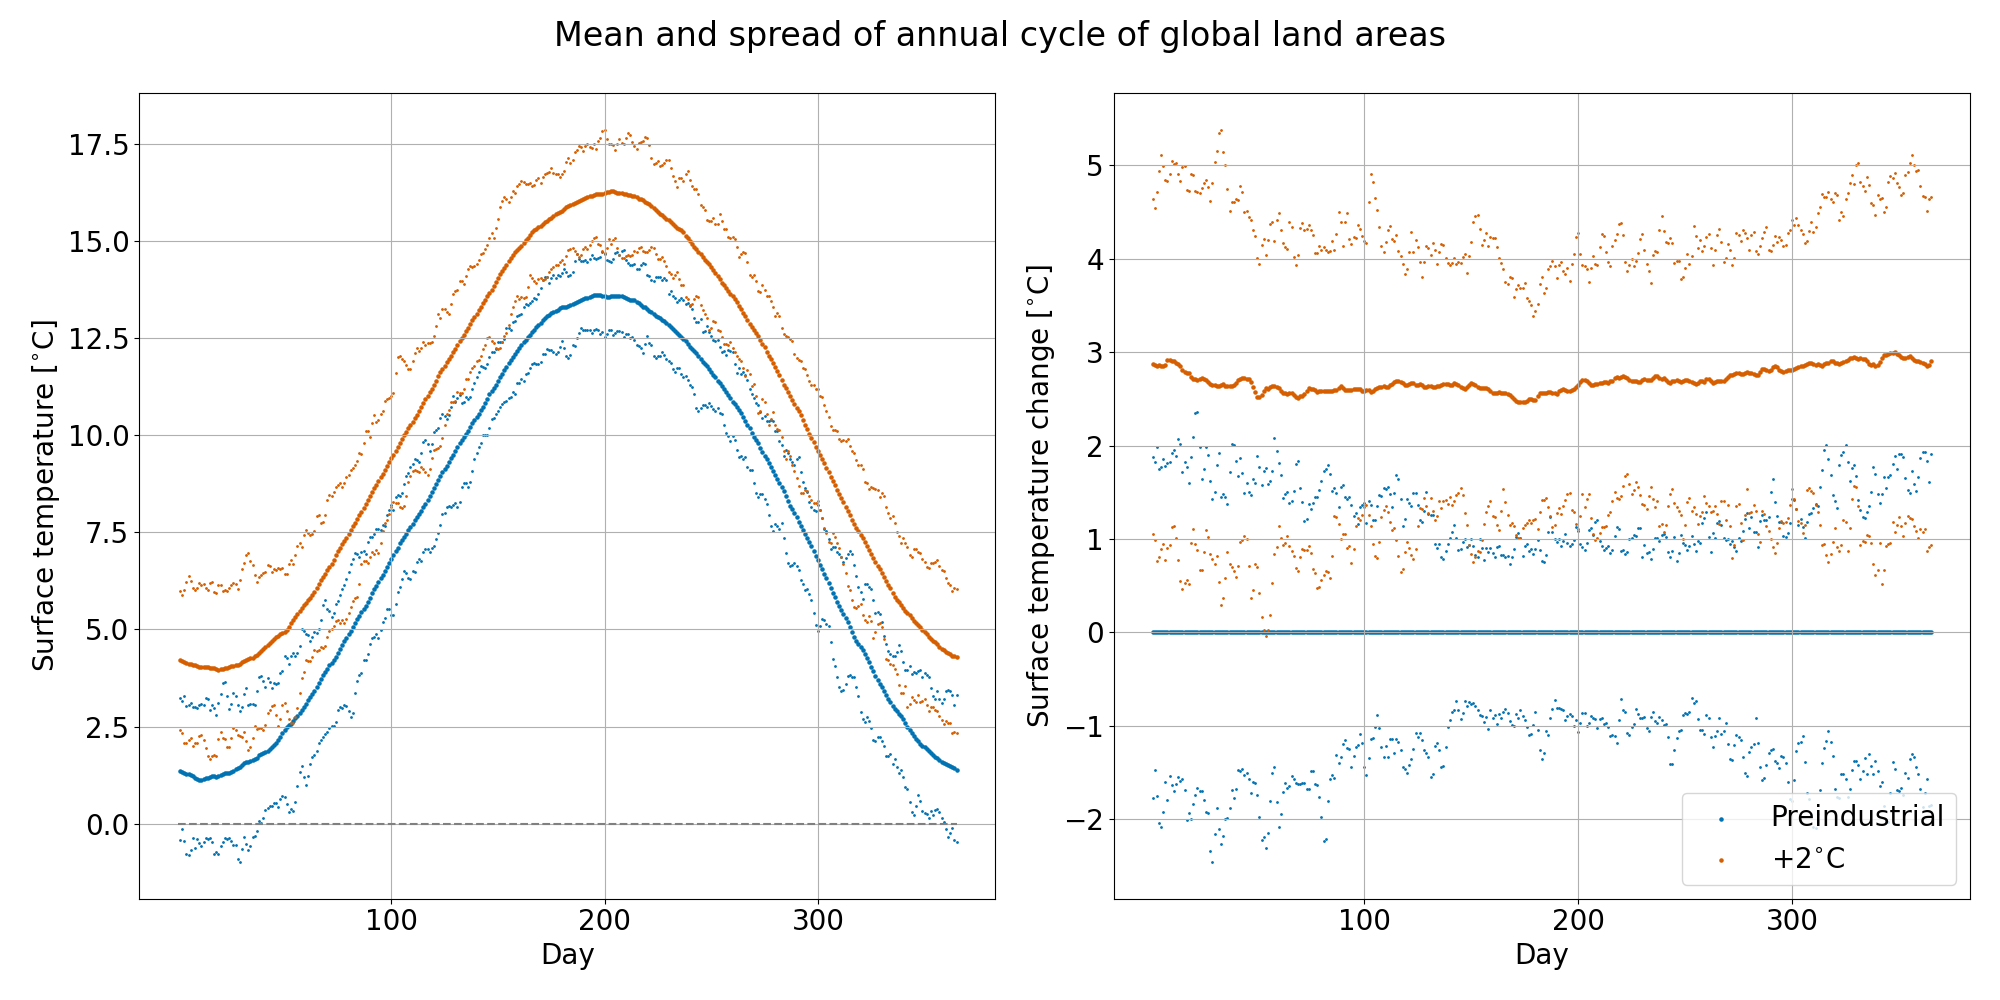 Mean and spread of annual cycle of global land areas
Surface temperature [°C]
17.5
15.0
12.5
10.0
7.5
5.0
2.5
0.0
100 200 300
Day
Surface temperature change [°C]
5
4
3
2
1
0
−1
−2
100 200 300
Day
Preindustrial
+2°C